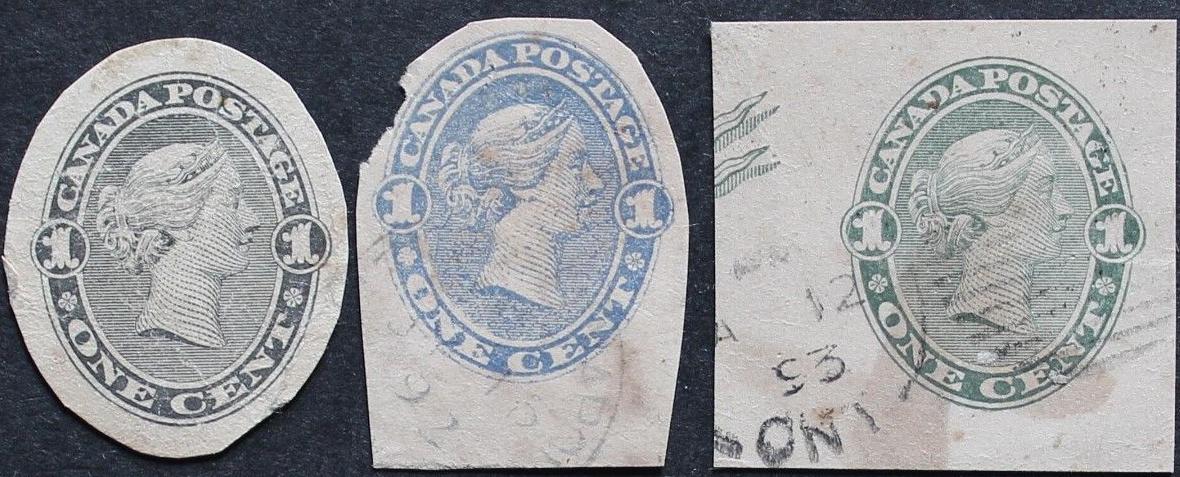 CANADA POSTAGE
1 1
ONE CENT
CANADA POSTAGE
1 1
ONE CENT
CANADA POSTAGE
1 1
ONE CENT
12
93
ONT